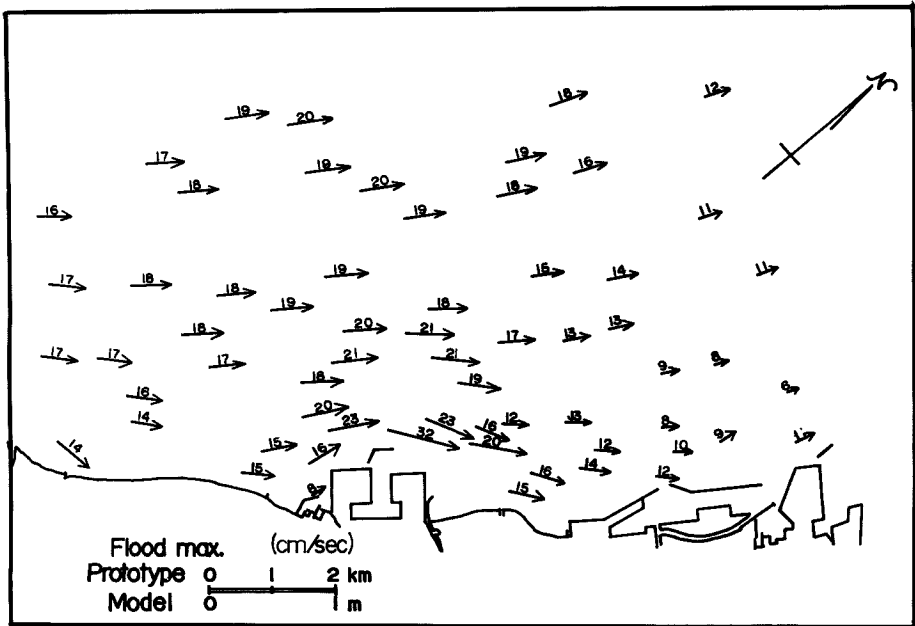 12
18
19 20
N
17 19 19 16
18 20 18
16 19 11
17 18 19 15 14 11
18 19 18
18 20 21 17 13 13
17 17 17 21 21 9 8
16 18 19 6
14 20 23 23 16 12 13 8 9
14 15 16 32 20 12 10
15 8 15 16 14 12
Flood max. (cm/sec)
Prototype 0 1 2 km
Model 0 1 m